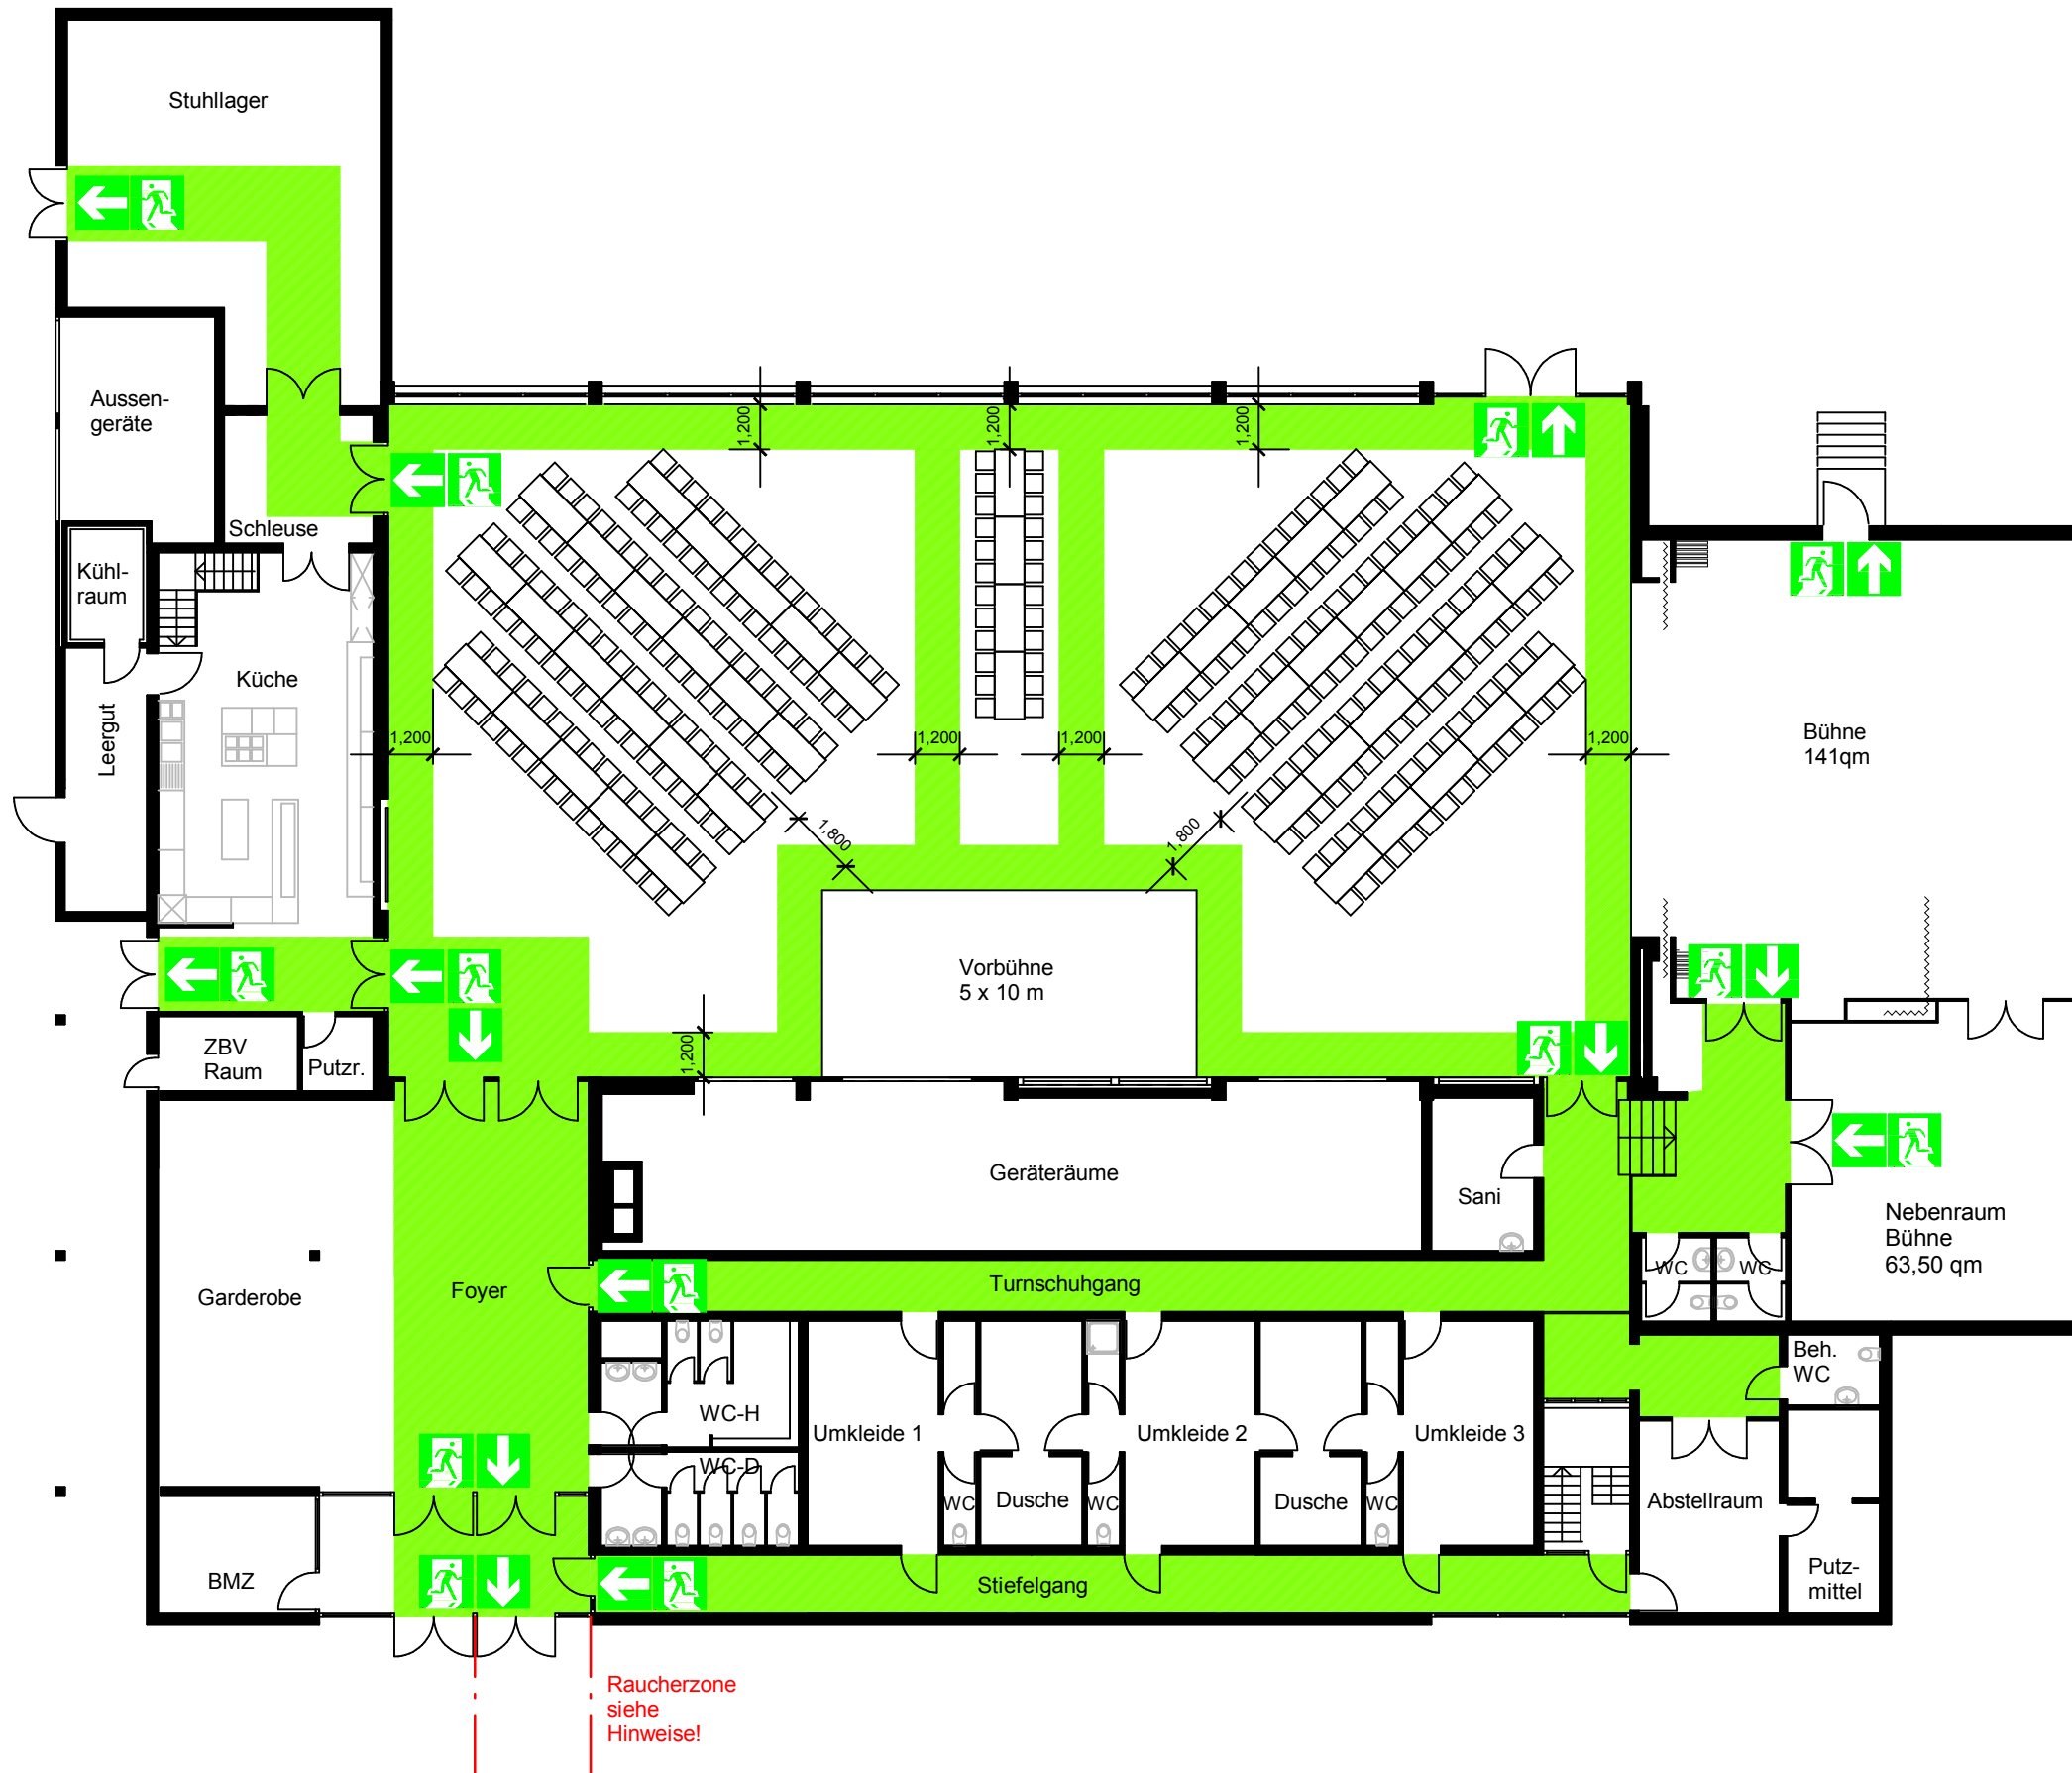 Stuhllager
Aussen-
geräte
1,200
1,200
1,200
Schleuse
Kühl-
raum
Küche
Leergut
1,200
1,200
1,200
1,200
Bühne
141qm
1,800
1,800
Vorbühne
5 x 10 m
ZBV
Raum
Putzr.
1,200
Geräteräume
Sani
Nebenraum
Bühne
63,50 qm
Garderobe
Foyer
Turnschuhgang
WC
WC
Beh.
WC
WC-H
Umkleide 1
Umkleide 2
Umkleide 3
WC-D
WC
Dusche
WC
Dusche
WC
Abstellraum
BMZ
Stiefelgang
Putz-
mittel
Raucherzone
siehe
Hinweise!